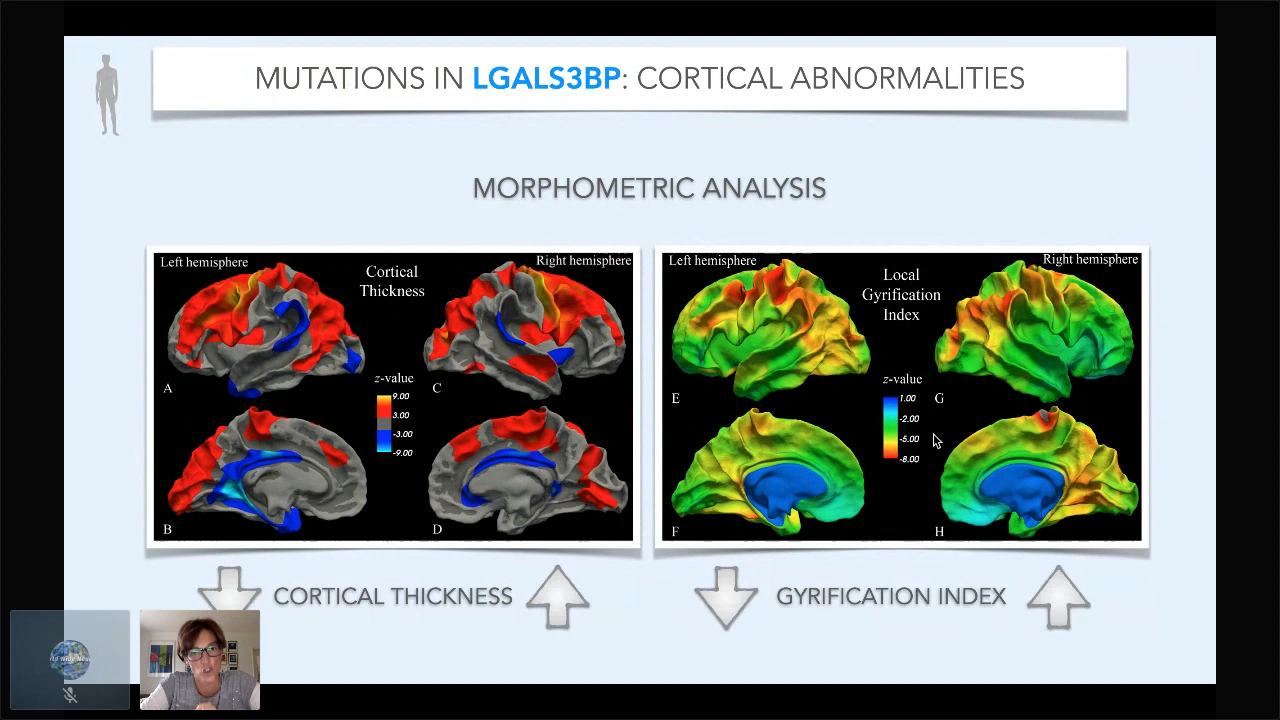 MUTATIONS IN LGALS3BP: CORTICAL ABNORMALITIES
MORPHOMETRIC ANALYSIS
Left hemisphere
Cortical
Thickness
Right hemisphere
A
C
z-value
9.00
3.00
-3.00
-9.00
B
D
Left hemisphere
Local
Gyrification
Index
Right hemisphere
E
G
z-value
1.00
-2.00
-5.00
-8.00
F
H
CORTICAL THICKNESS
GYRIFICATION INDEX